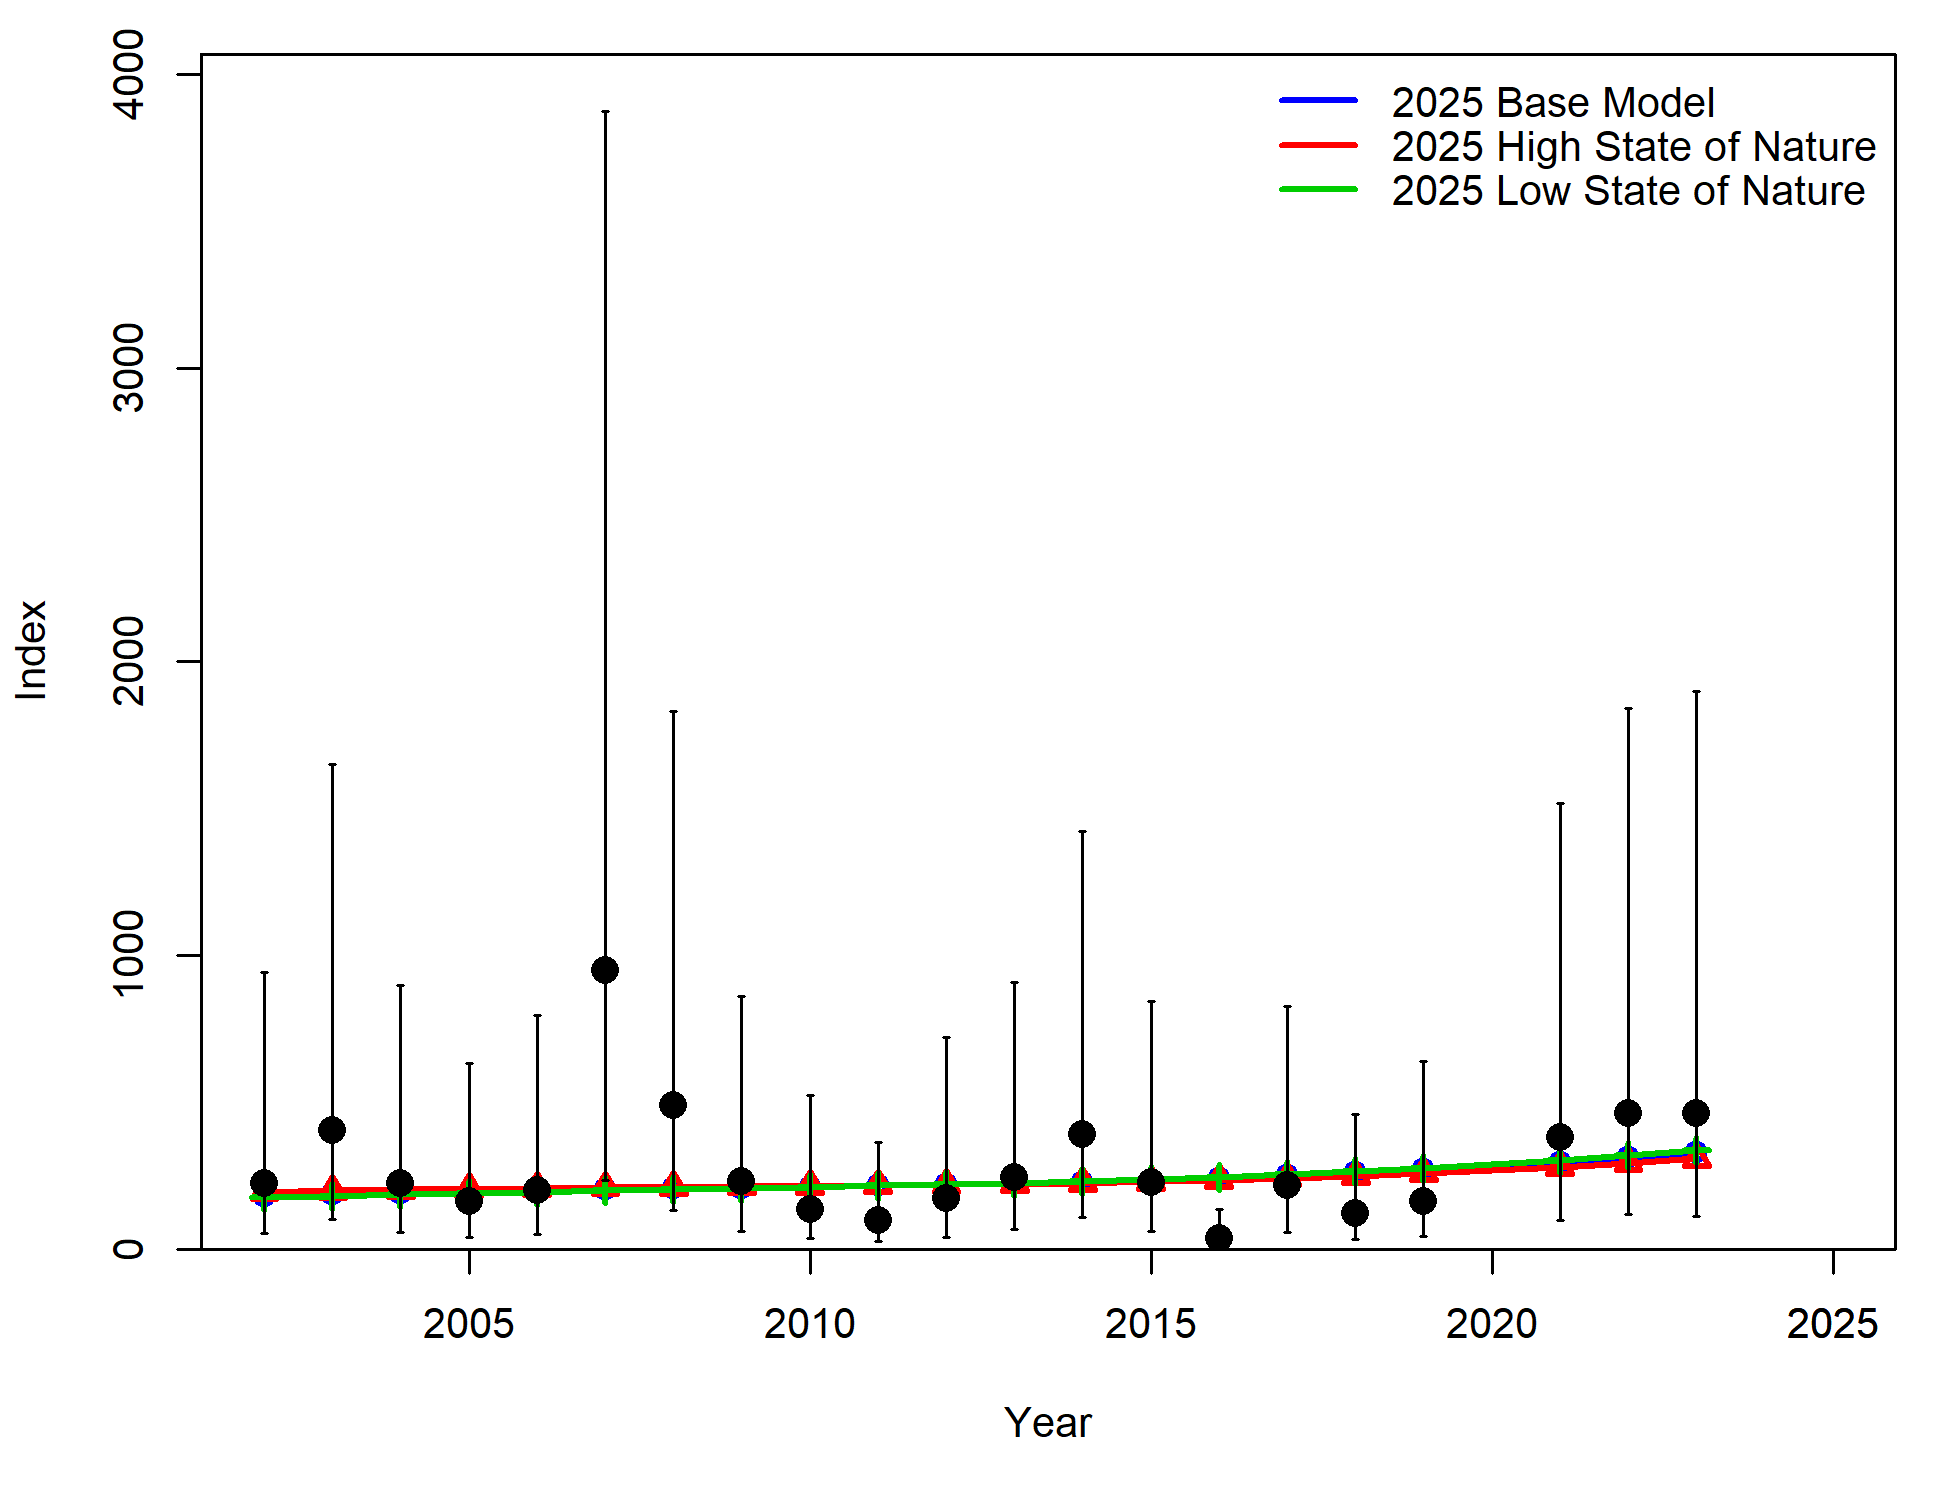 2025 Base Model
2025 High State of Nature
2025 Low State of Nature
4000
3000
2000
1000
0
Index
2005 2010 2015 2020 2025
Year